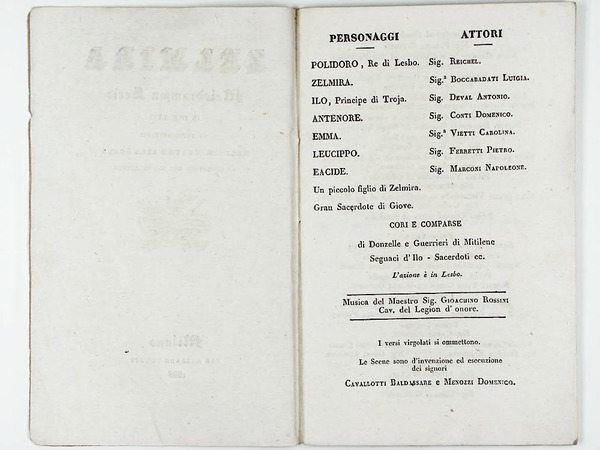 PERSONAGGI ATTORI
POLIDORO, Re di Lesbo. Sig. REICHEL.
ZELMIRA. Sig.ª BOCCABADATI LUIGIA.
ILO, Principe di Troja. Sig. DEVAL ANTONIO.
ANTENORE. Sig. CONTI DOMENICO.
EMMA. Sig.ª VIETTI CAROLINA.
LEUCIPPO. Sig. FERRETTI PIETRO.
EACIDE. Sig. MARCONI NAPOLEONE.
Un piccolo figlio di Zelmira.
Gran Sacerdote di Giove.
CORI E COMPARSE
di Donzelle e Guerrieri di Mitilene
Seguaci d'Ilo - Sacerdoti ec.
L'azione è in Lesbo.
Musica del Maestro Sig. GIOACHINO ROSSINI
Cav. del Legion d'onore.
I versi virgolati si ommettono.
Le Scene sono d'invenzione ed esecuzione
dei signori
CAVALLOTTI BALDASSARE e MENOZZI DOMENICO.